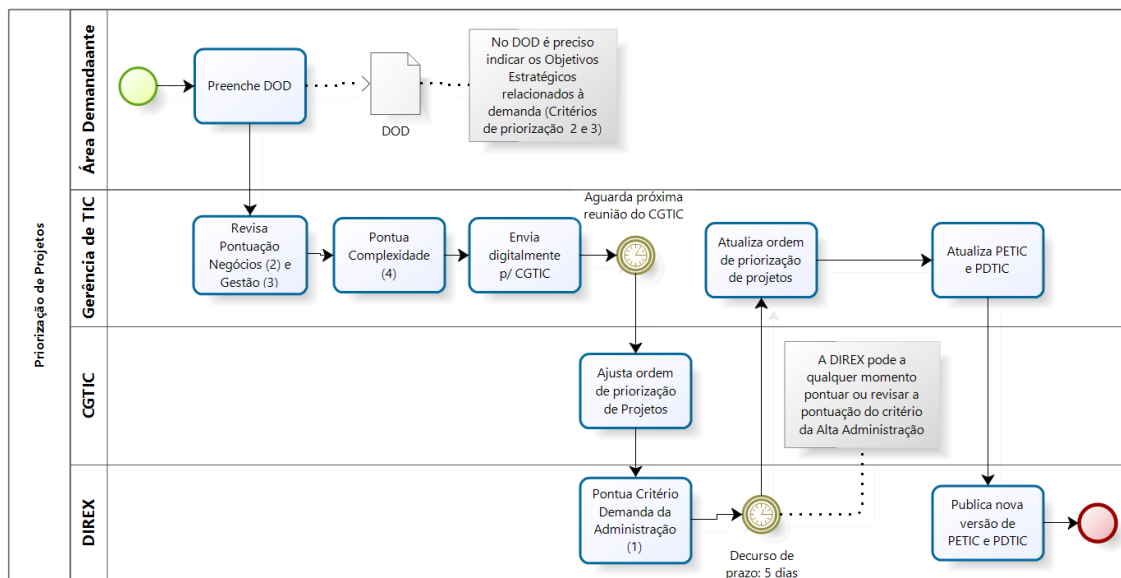 Priorização de Projetos
Área Demandaante
Preenche DOD
DOD
No DOD é preciso
indicar os Objetivos
Estratégicos
relacionados à
demanda (Critérios
de priorização 2 e 3)
Gerência de TIC
Revisa
Pontuação
Negócios (2) e
Gestão (3)
Pontua
Complexidade
(4)
Envia
digitalmente
p/ CGTIC
Aguarda próxima
reunião do CGTIC
Atualiza ordem
de priorização
de projetos
Atualiza PETIC
e PDTIC
CGTIC
Ajusta ordem
de priorização
de Projetos
A DIREX pode a
qualquer momento
pontuar ou revisar a
pontuação do critério
da Alta Administração
DIREX
Pontua Critério
Demanda da
Administração
(1)
Decurso de
prazo: 5 dias
Publica nova
versão de
PETIC e PDTIC